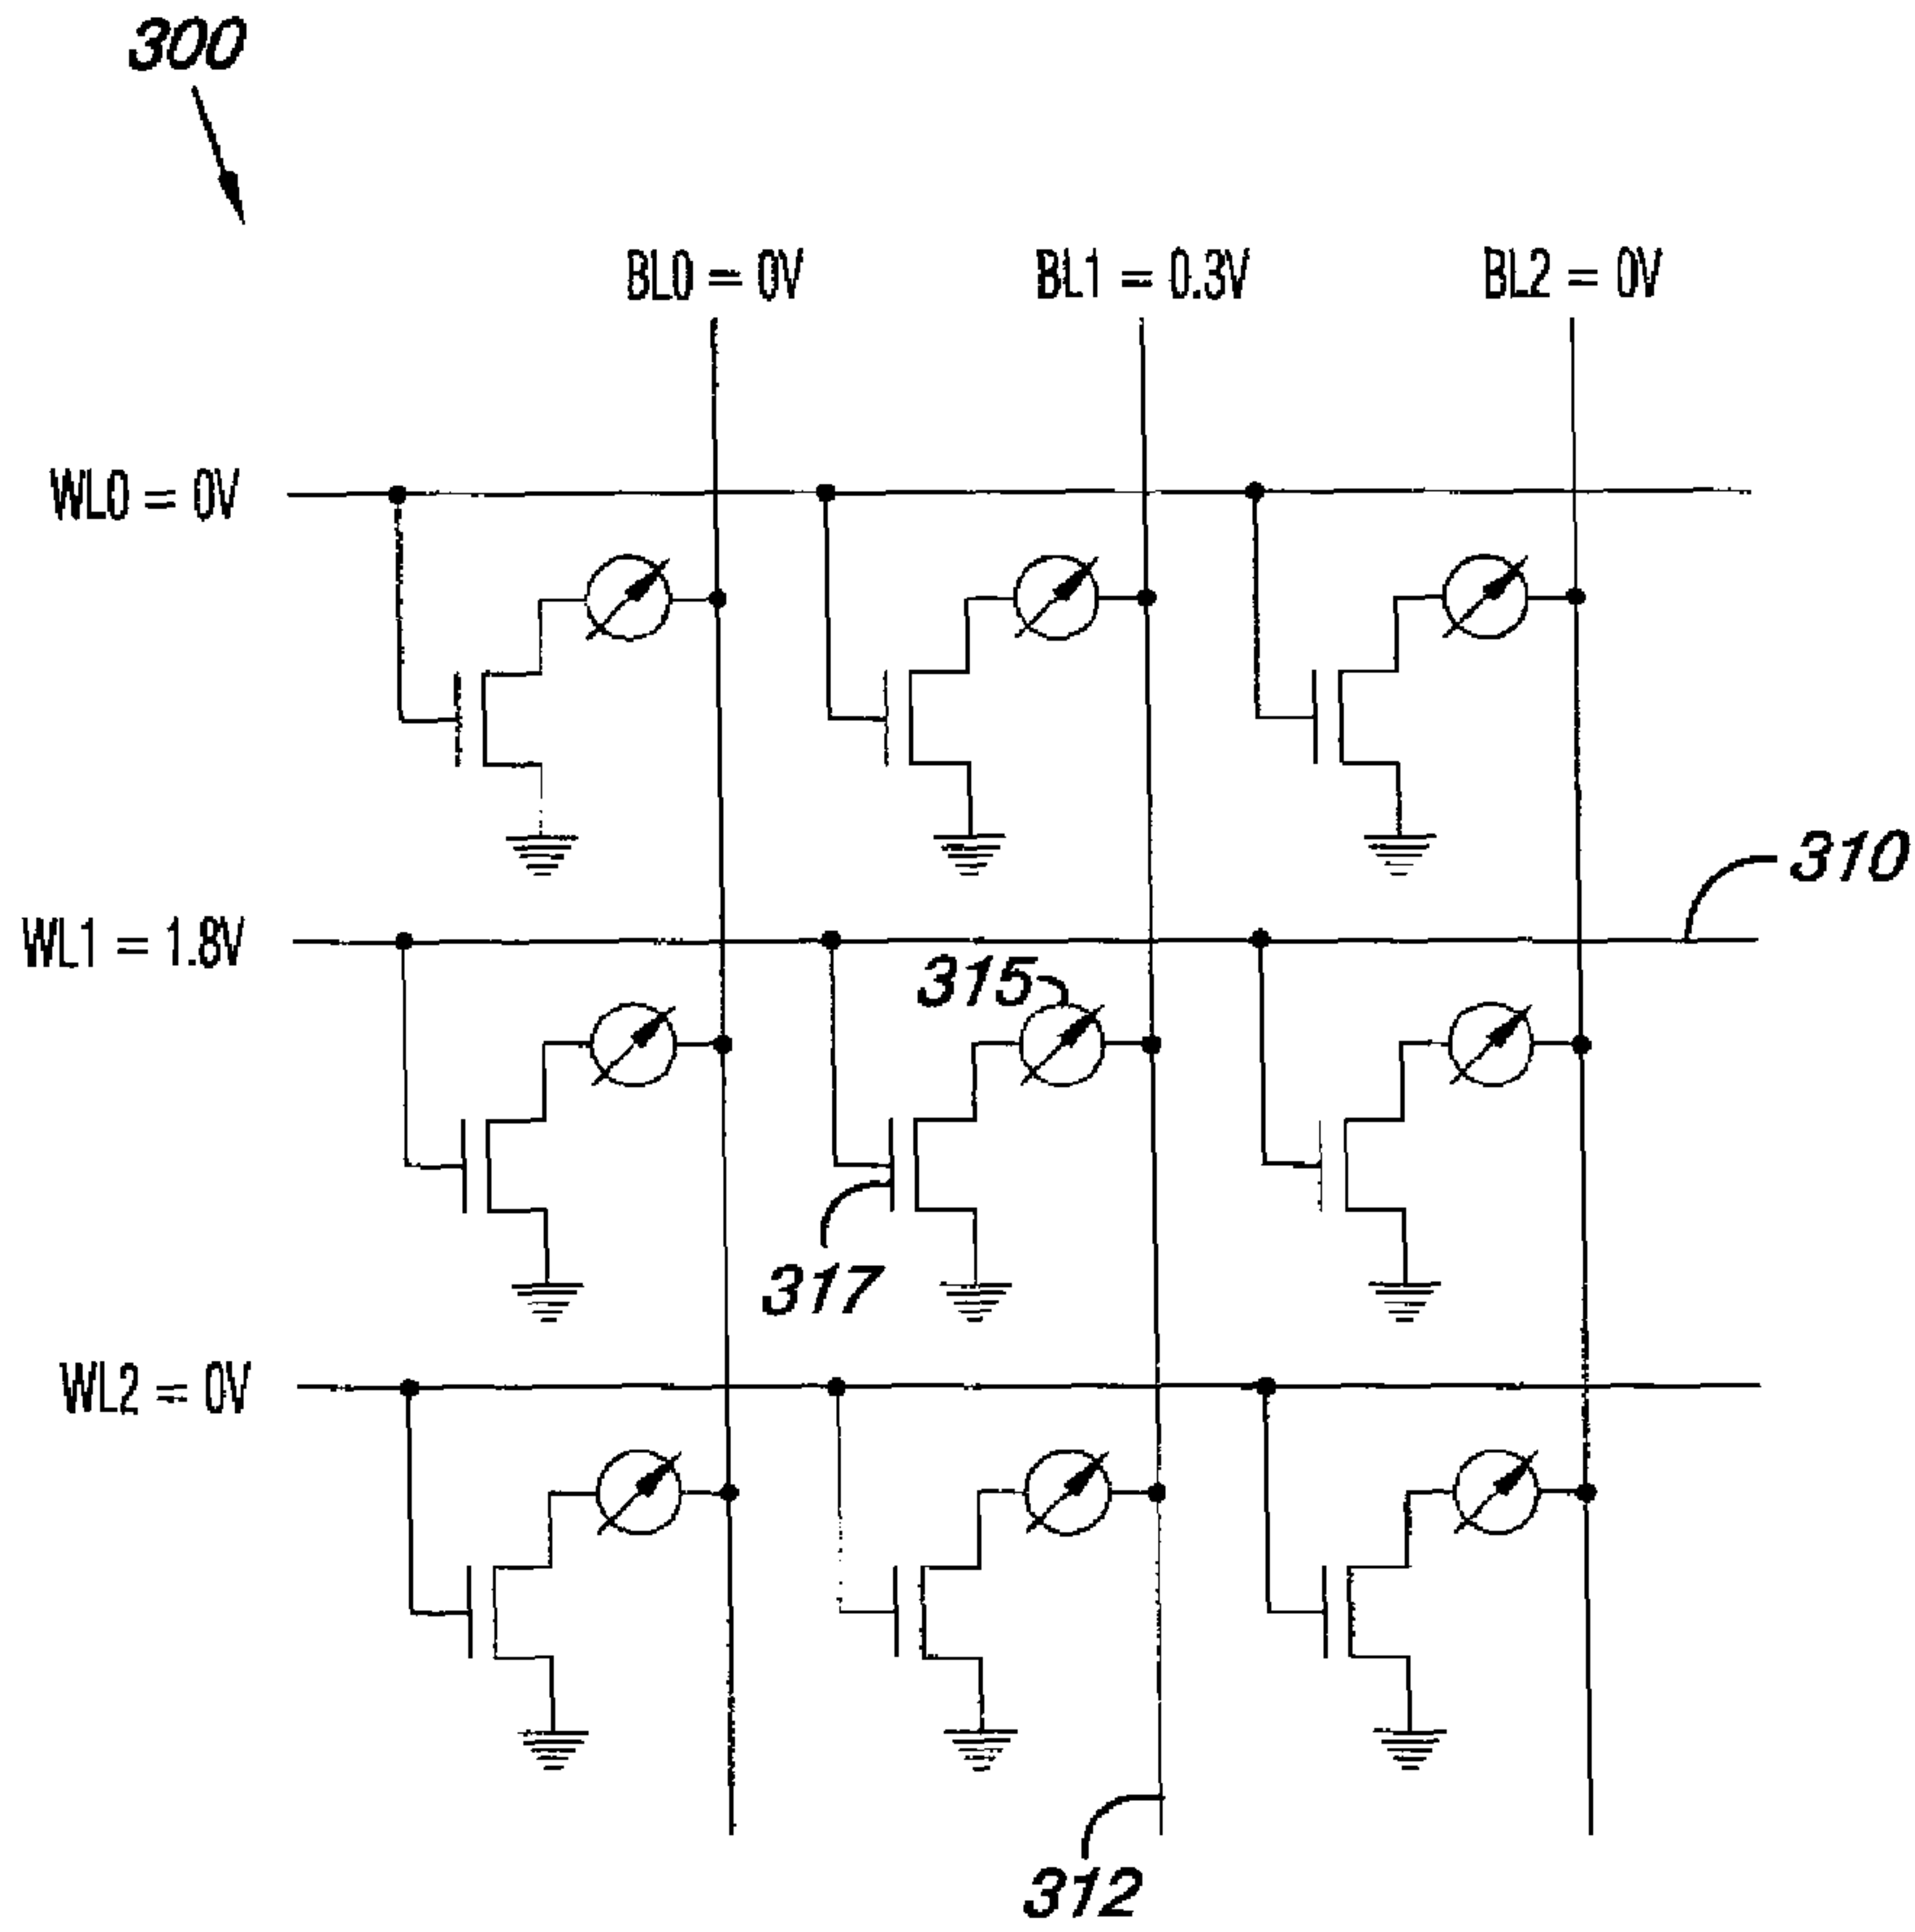 300
BL0 = 0V
BL1 = 0.3V
BL2 = 0V
WL0 = 0V
310
WL1 = 1.8V
315
317
WL2 = 0V
312